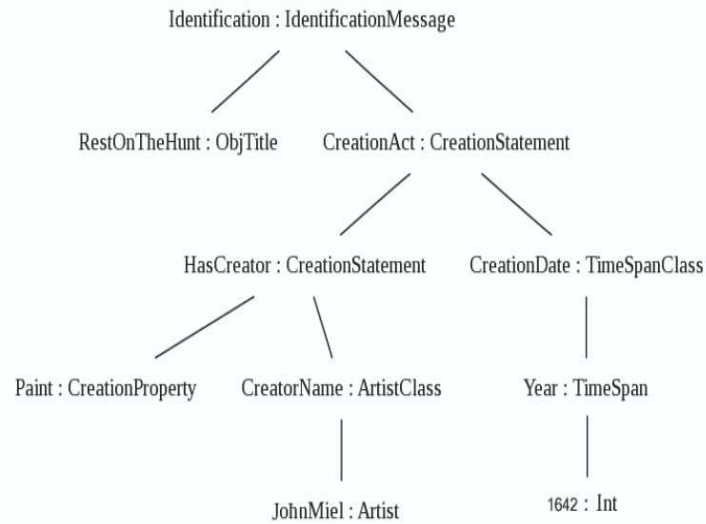 Identification : IdentificationMessage
RestOnTheHunt : ObjTitle
CreationAct : CreationStatement
HasCreator : CreationStatement
CreationDate : TimeSpanClass
Paint : CreationProperty
CreatorName : ArtistClass
Year : TimeSpan
JohnMiel : Artist
1642 : Int